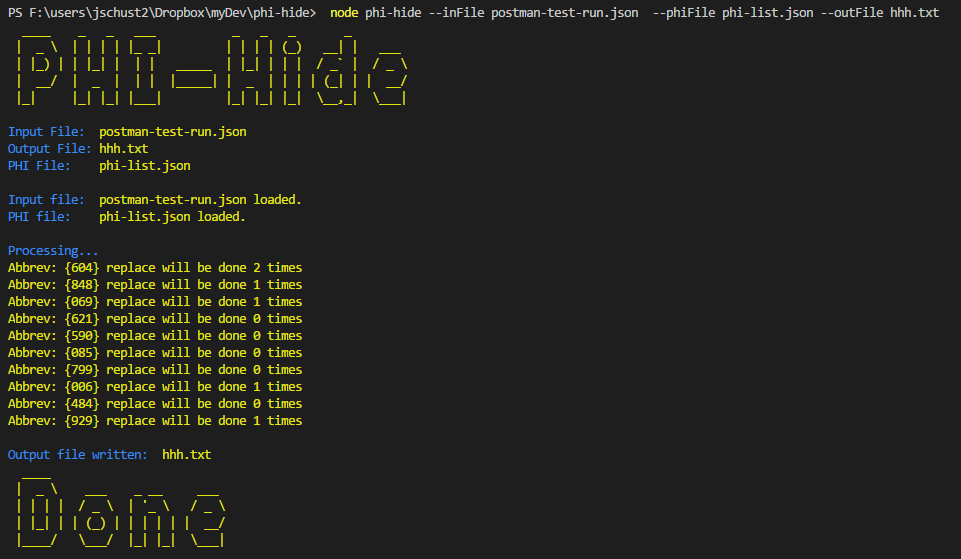 PS F:\users\jschust2\Dropbox\myDev\phi-hide>  node phi-hide --inFile postman-test-run.json  --phiFile phi-list.json --outFile hhh.txt
PHI-Hide
Input File:  postman-test-run.json
Output File: hhh.txt
PHI File:    phi-list.json
Input file:  postman-test-run.json loaded.
PHI file:    phi-list.json loaded.
Processing...
Abbrev: {604} replace will be done 2 times
Abbrev: {848} replace will be done 1 times
Abbrev: {069} replace will be done 1 times
Abbrev: {621} replace will be done 0 times
Abbrev: {590} replace will be done 0 times
Abbrev: {085} replace will be done 0 times
Abbrev: {799} replace will be done 0 times
Abbrev: {006} replace will be done 1 times
Abbrev: {484} replace will be done 0 times
Abbrev: {929} replace will be done 1 times
Output file written:  hhh.txt
Done